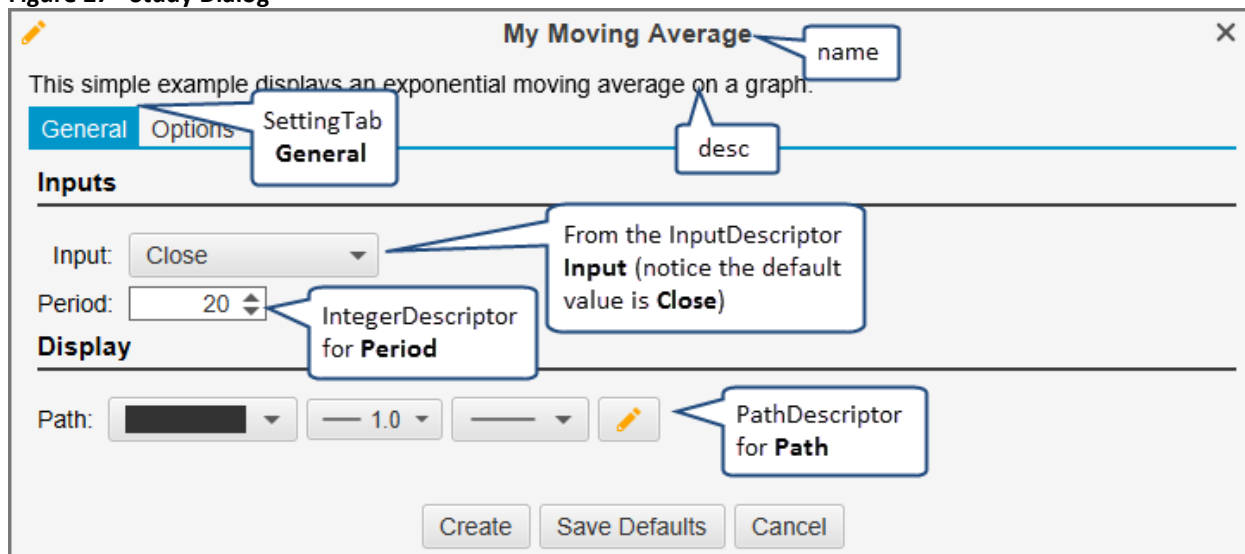 My Moving Average
name
This simple example displays an exponential moving average on a graph.
General Options
SettingTab
General
desc
Inputs
Input: Close
From the InputDescriptor
Input (notice the default
value is Close)
Period: 20
IntegerDescriptor
for Period
Display
Path: 1.0
PathDescriptor
for Path
Create Save Defaults Cancel